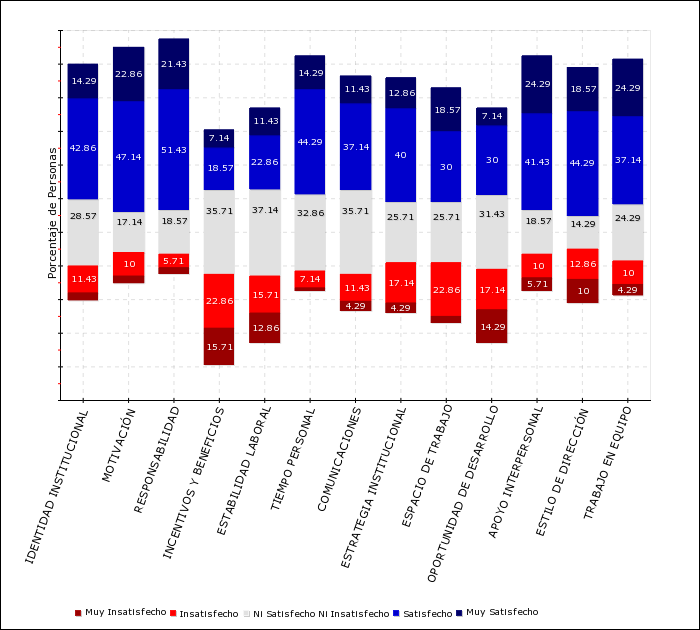 Porcentaje de Personas
14.29 22.86 21.43 7.14 11.43 14.29 11.43 12.86 18.57 7.14 24.29 18.57 24.29
42.86 47.14 51.43 18.57 22.86 44.29 37.14 40 30 30 41.43 44.29 37.14
28.57 17.14 18.57 35.71 37.14 32.86 35.71 25.71 25.71 31.43 18.57 14.29 24.29
11.43 10 5.71 22.86 15.71 7.14 11.43 17.14 22.86 17.14 10 12.86 10
15.71 12.86 4.29 4.29 14.29 5.71 10 4.29
IDENTIDAD INSTITUCIONAL
MOTIVACIÓN
RESPONSABILIDAD
INCENTIVOS Y BENEFICIOS
ESTABILIDAD LABORAL
TIEMPO PERSONAL
COMUNICACIONES
ESTRATEGIA INSTITUCIONAL
ESPACIO DE TRABAJO
OPORTUNIDAD DE DESARROLLO
APOYO INTERPERSONAL
ESTILO DE DIRECCIÓN
TRABAJO EN EQUIPO
Muy Insatisfecho Insatisfecho Ni Satisfecho Ni Insatisfecho Satisfecho Muy Satisfecho